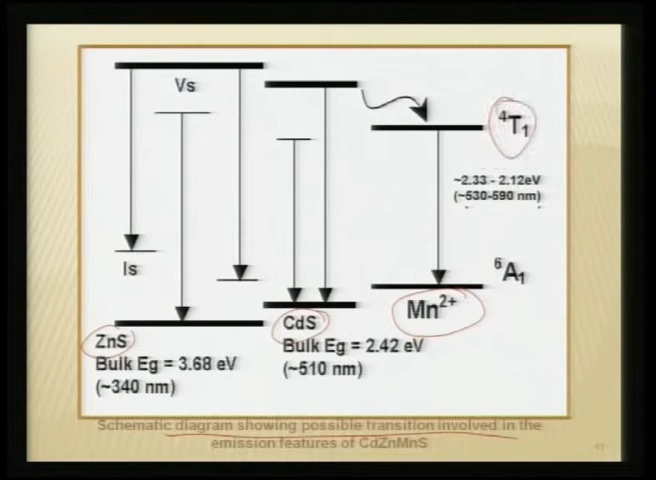 Vs
⁴T₁
~2.33 - 2.12eV
(~530-590 nm)
Is
⁶A₁
Mn²⁺
ZnS
Bulk Eg = 3.68 eV
(~340 nm)
CdS
Bulk Eg = 2.42 eV
(~510 nm)
Schematic diagram showing possible transition involved in the
emission features of CdZnMnS